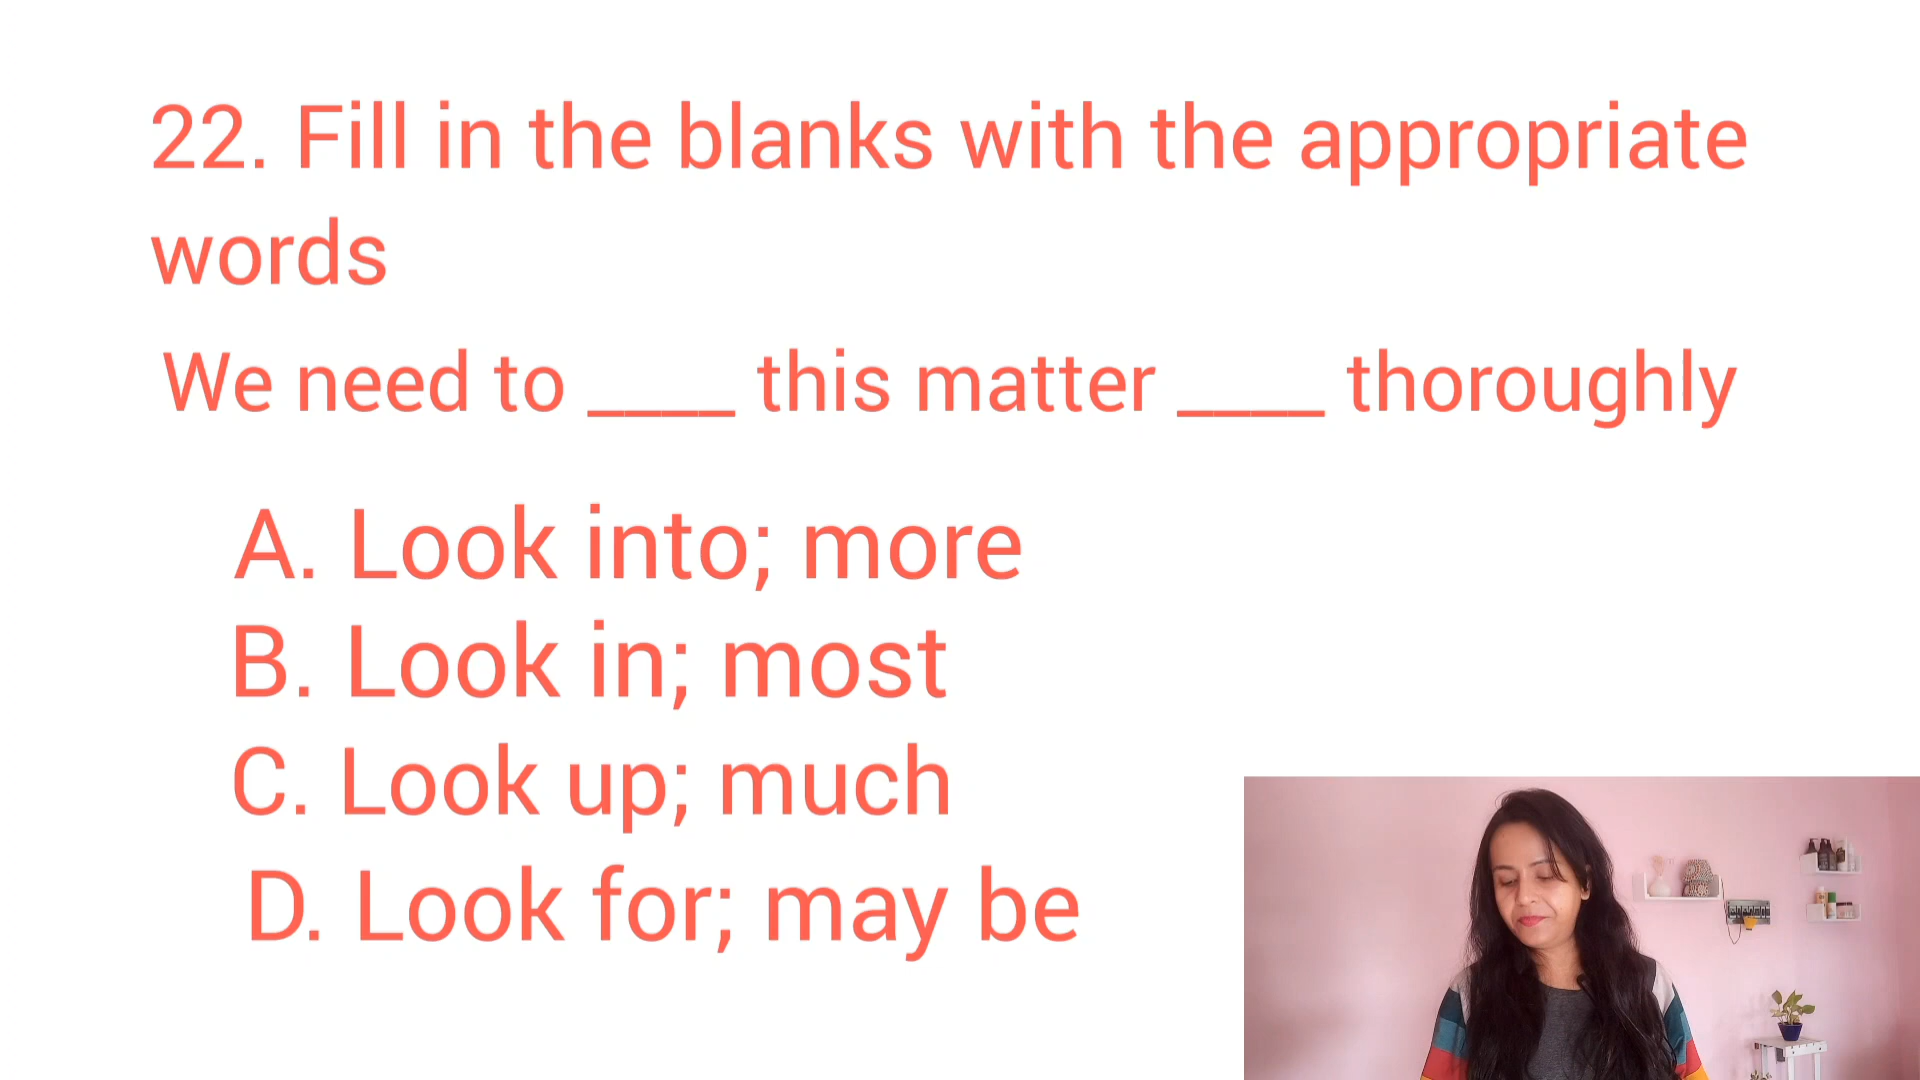 22. Fill in the blanks with the appropriate
words
We need to ____ this matter ____ thoroughly
A. Look into; more
B. Look in; most
C. Look up; much
D. Look for; may be